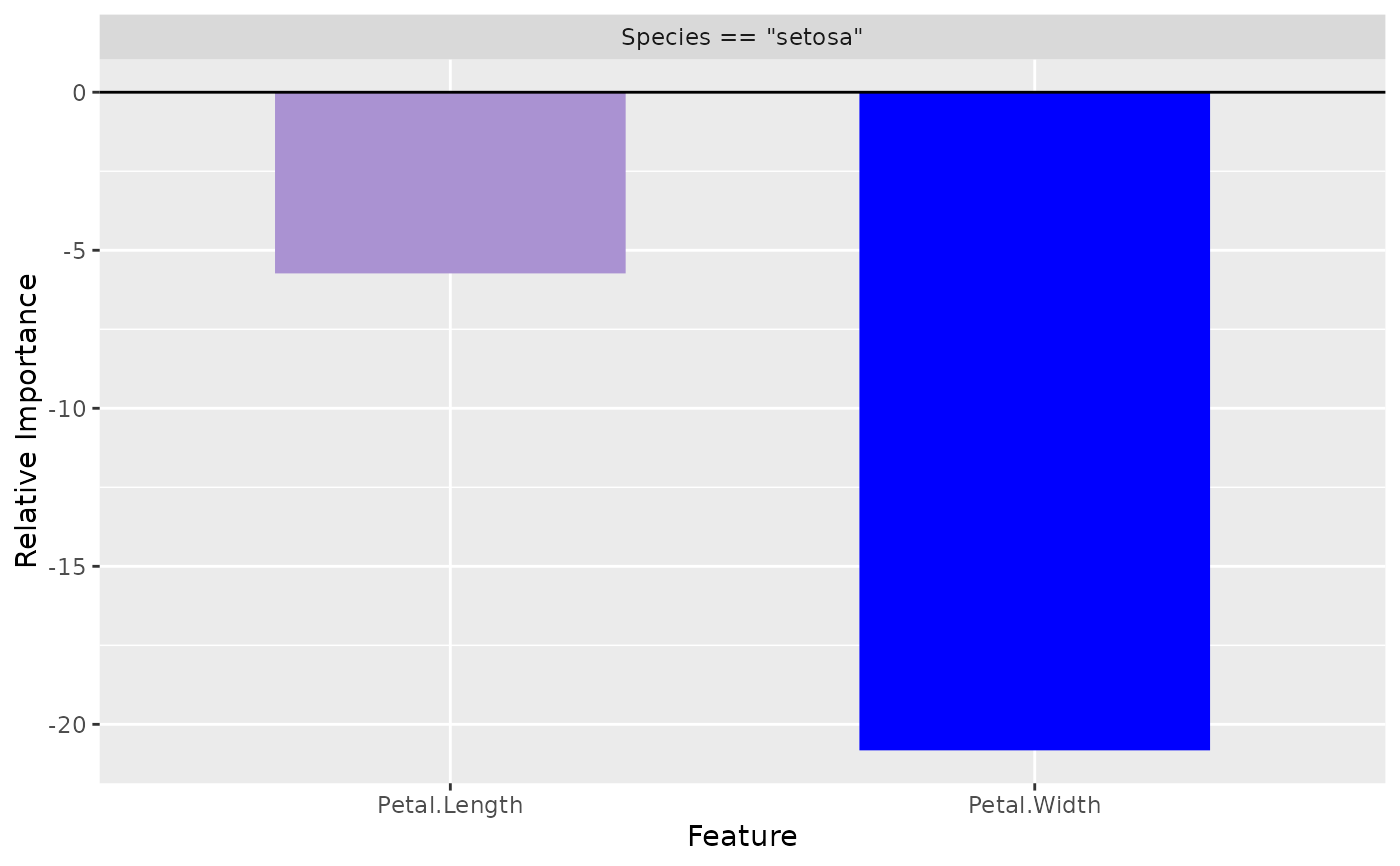 Species == "setosa"
0
-5
-10
-15
-20
Relative Importance
Petal.Length
Petal.Width
Feature